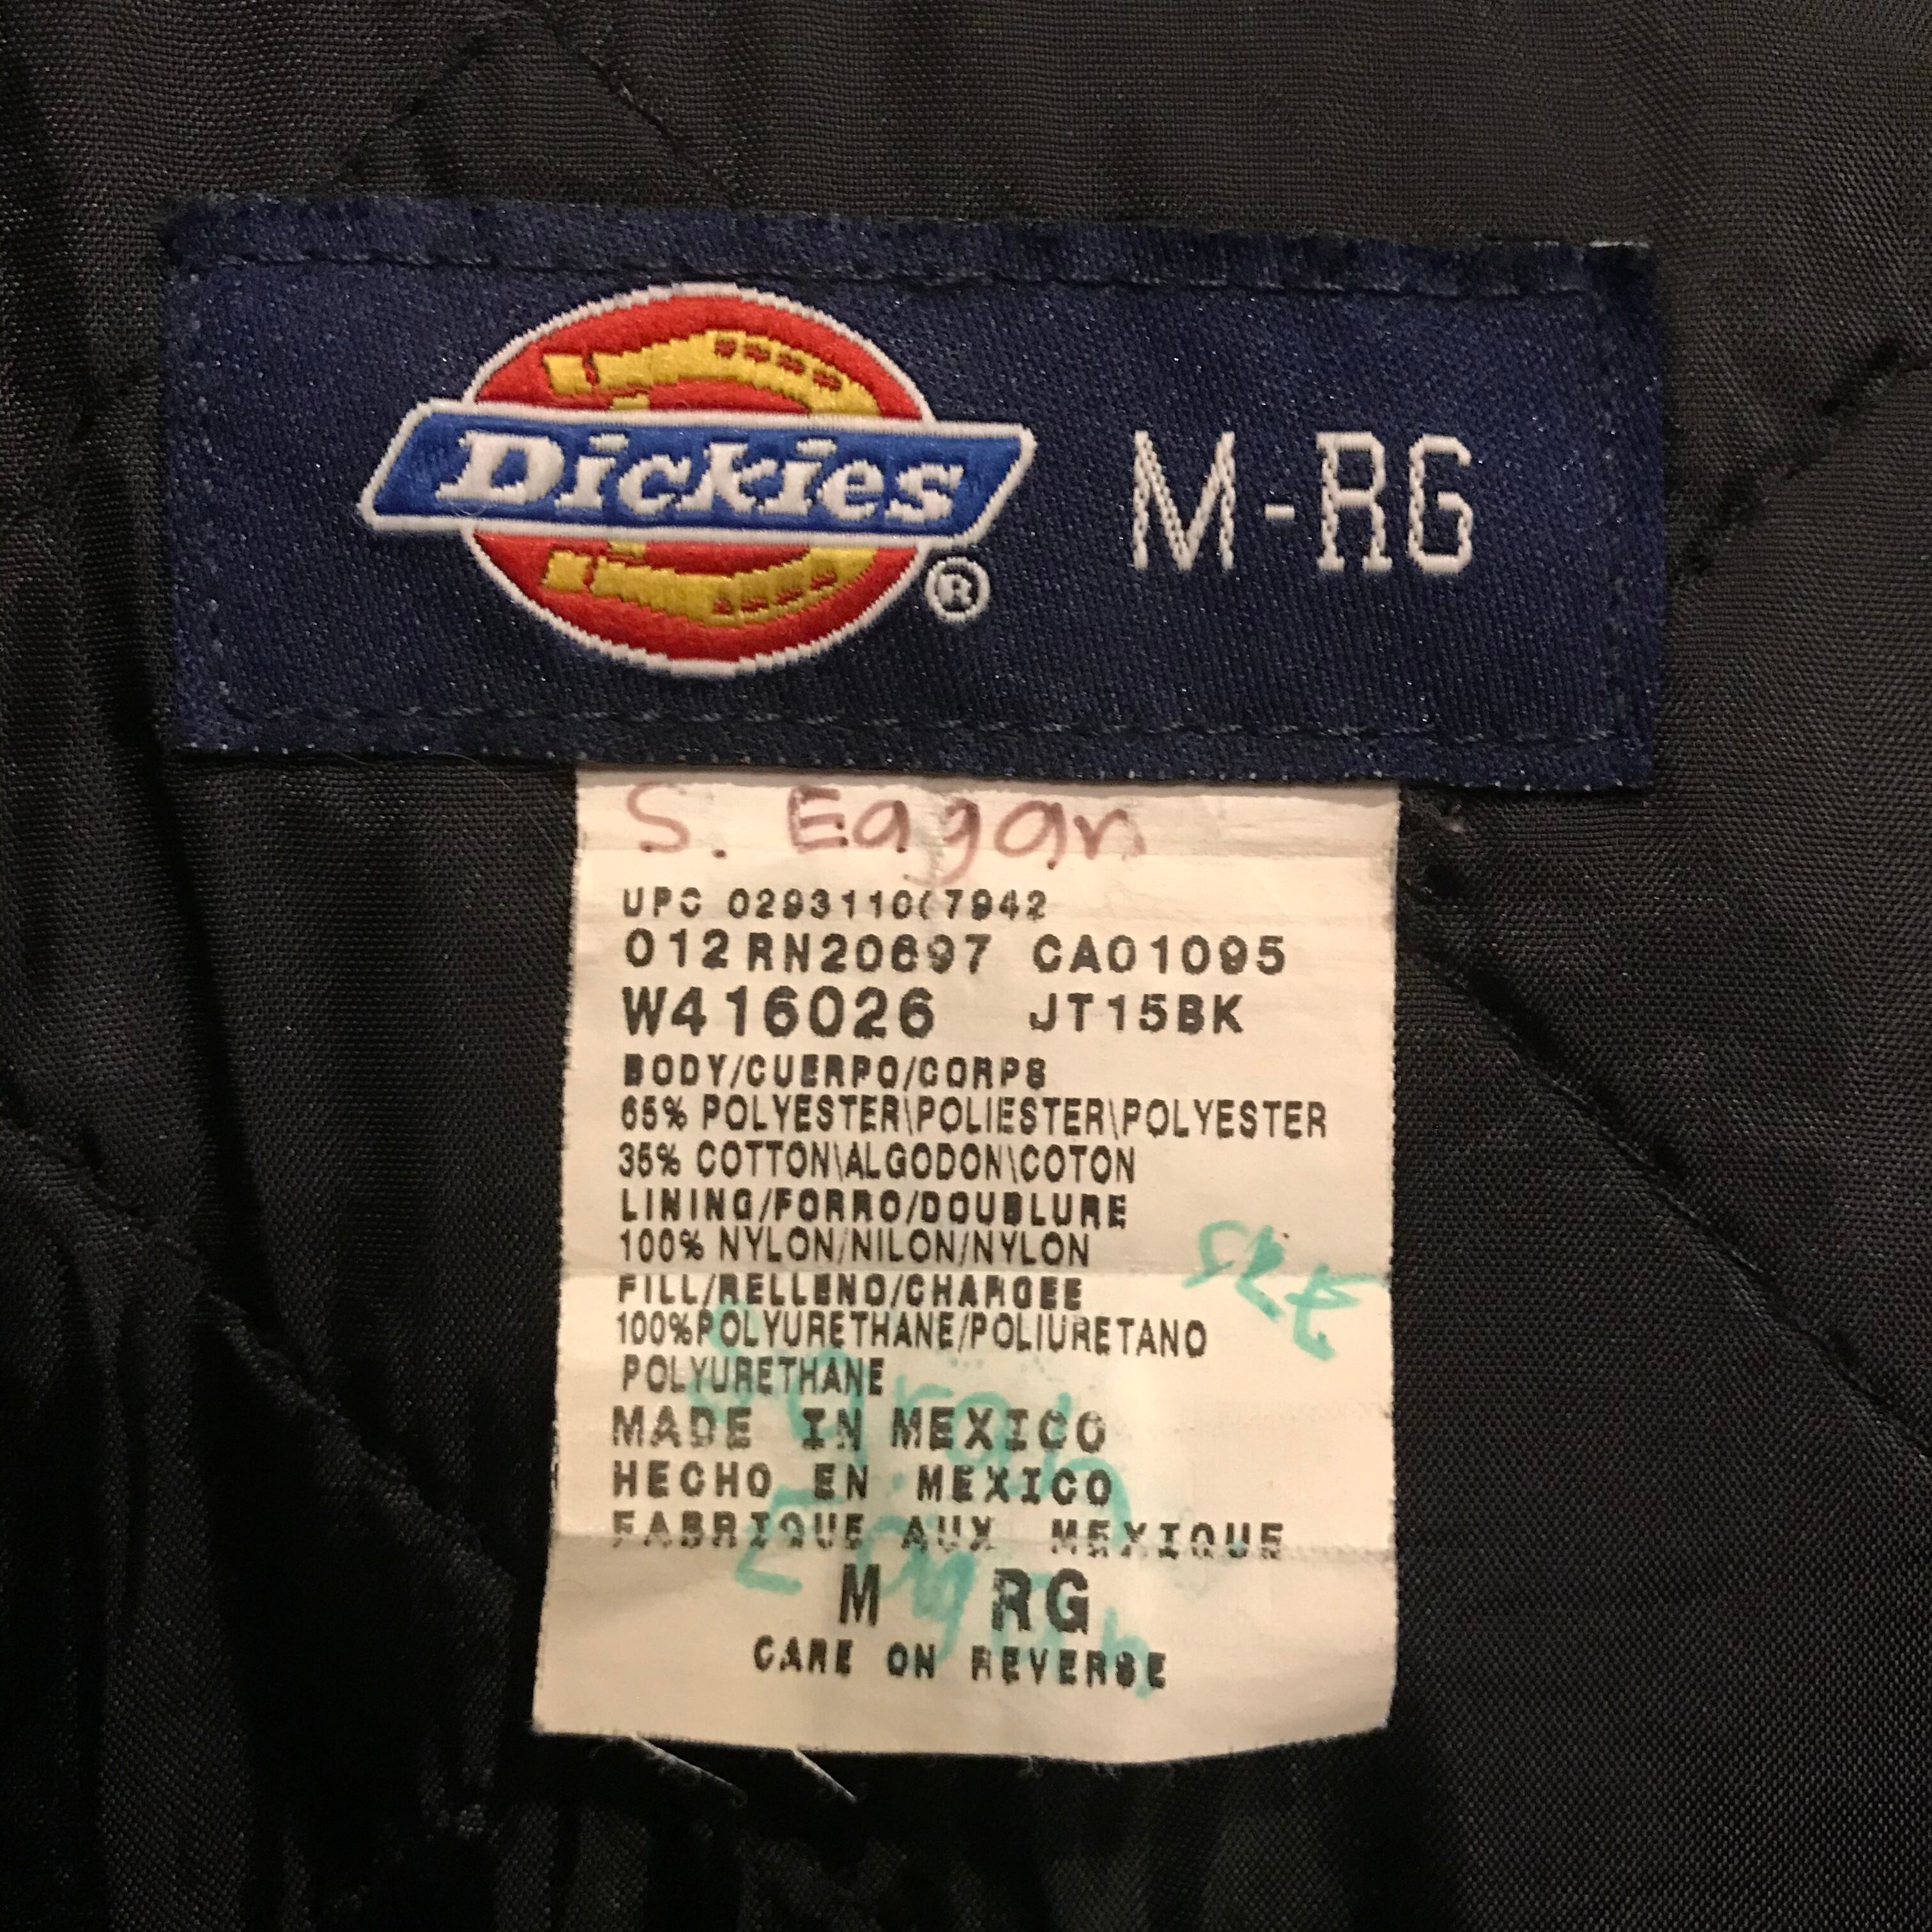 Dickies ® M-RG
S. Eagan
UPC 0293110 7942
012 RN20697 CA01095
W416026 JT15BK
BODY/CUERPO/CORPS
65% POLYESTER\POLIESTER\POLYESTER
35% COTTON\ALGODON\COTON
LINING/FORRO/DOUBLURE
100% NYLON/NILON/NYLON
FILL/RELLENO/CHARGEE
100%POLYURETHANE/POLIURETANO
POLYURETHANE
MADE IN MEXICO
HECHO EN MEXICO
FABRIQUE AUX MEXIQUE
M RG
CARE ON REVERSE
Sarah
Eagan